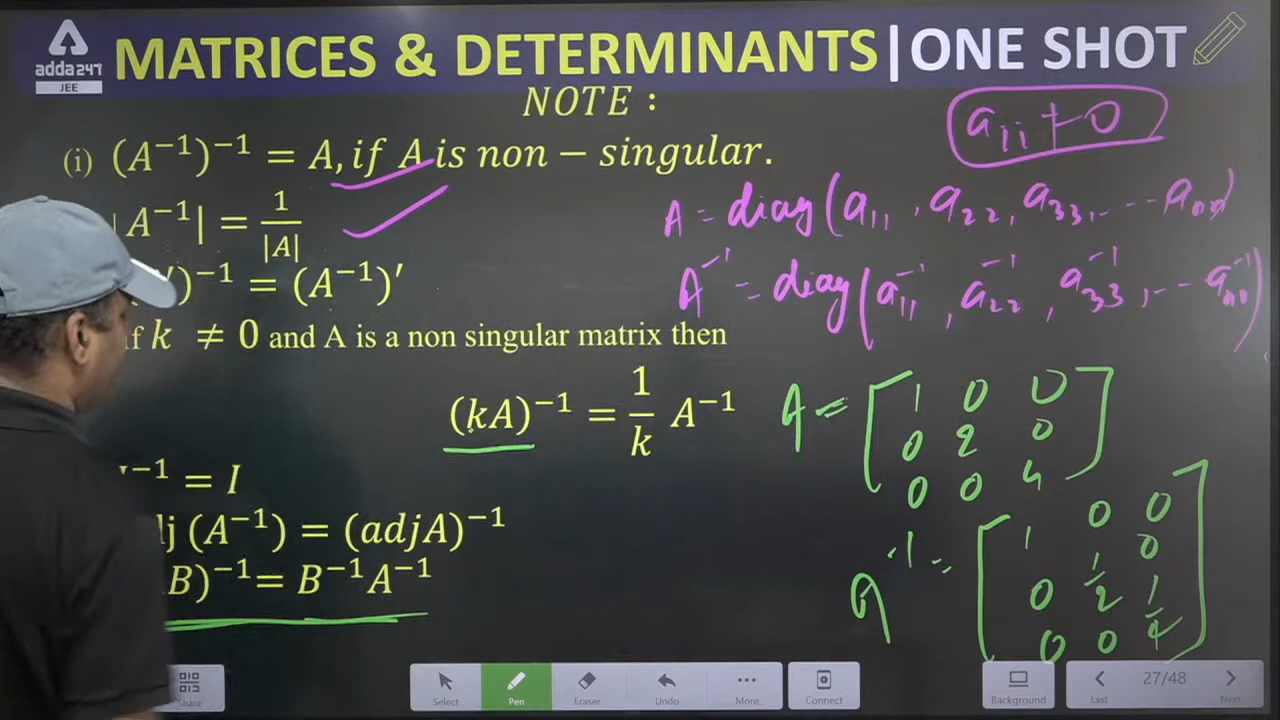 adda247
JEE
MATRICES & DETERMINANTS | ONE SHOT
NOTE :
(i) (A⁻¹)⁻¹ = A, if A is non − singular.
|A⁻¹| = 1/|A|
′)⁻¹ = (A⁻¹)′
if k ≠ 0 and A is a non singular matrix then
(kA)⁻¹ = 1/k A⁻¹
⁻¹ = I
dj (A⁻¹) = (adjA)⁻¹
B)⁻¹ = B⁻¹A⁻¹
aᵢᵢ ≠ 0
A = diag (a₁₁, a₂₂, a₃₃, --- aₙₙ)
A⁻¹ = diag (a₁₁⁻¹, a₂₂⁻¹, a₃₃⁻¹, --- aₙₙ⁻¹)
A = [1 0 0
0 2 0
0 0 4]
A⁻¹ = [1 0 0
0 1/2 0
0 0 1/4]
Share
Select
Pen
Eraser
Undo
More
Connect
Background
Last
27/48
Next